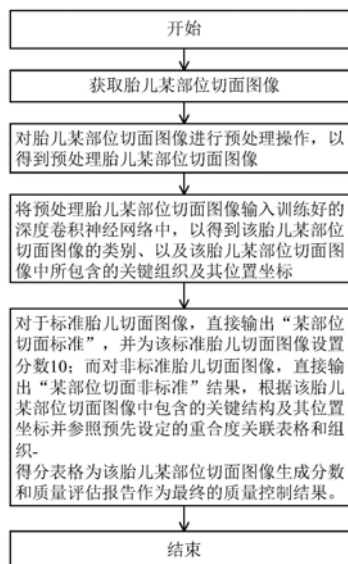 开始
获取胎儿某部位切面图像
对胎儿某部位切面图像进行预处理操作，以
得到预处理胎儿某部位切面图像
将预处理胎儿某部位切面图像输入训练好的
深度卷积神经网络中，以得到该胎儿某部位
切面图像的类别、以及该胎儿某部位切面图
像中所包含的关键组织及其位置坐标
对于标准胎儿切面图像，直接输出“某部位
切面标准”，并为该标准胎儿切面图像设置
分数10；而对非标准胎儿切面图像，直接输
出“某部位切面非标准”结果，根据该胎儿
某部位切面图像中包含的关键结构及其位置
坐标并参照预先设定的重合度关联表格和组
织-
得分表格为该胎儿某部位切面图像生成分数
和质量评估报告作为最终的质量控制结果。
结束